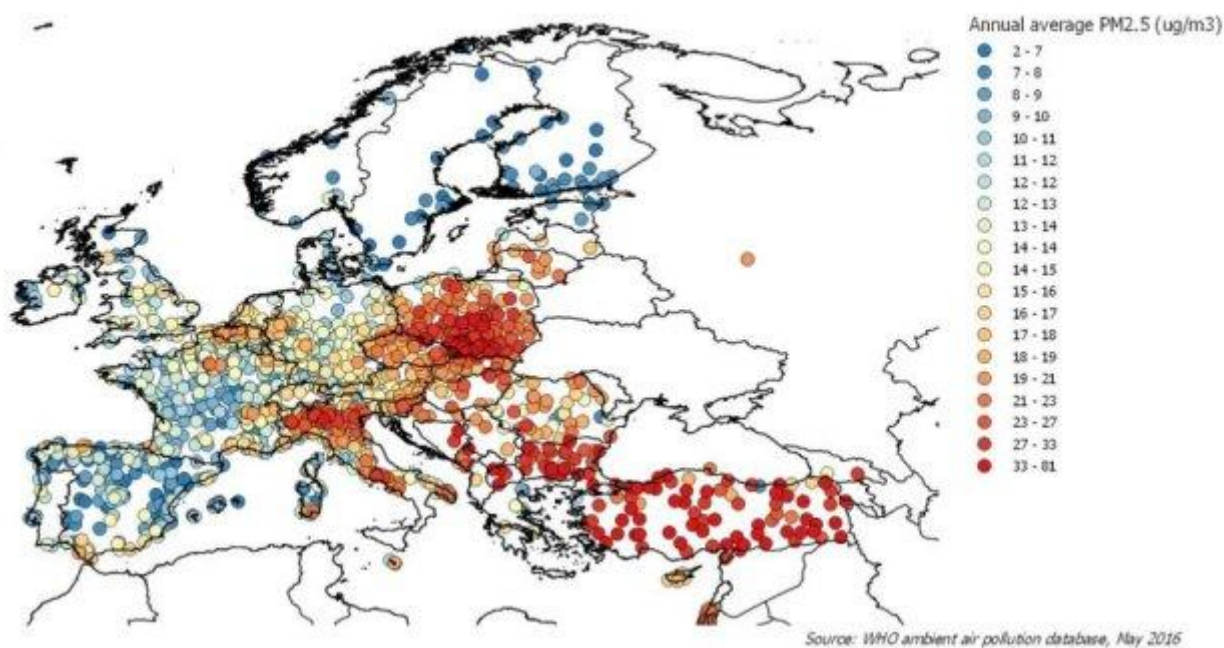 Annual average PM2.5 (ug/m3)
2 - 7
7 - 8
8 - 9
9 - 10
10 - 11
11 - 12
12 - 12
12 - 13
13 - 14
14 - 14
14 - 15
15 - 16
16 - 17
17 - 18
18 - 19
19 - 21
21 - 23
23 - 27
27 - 33
33 - 81
Source: WHO ambient air pollution database, May 2016